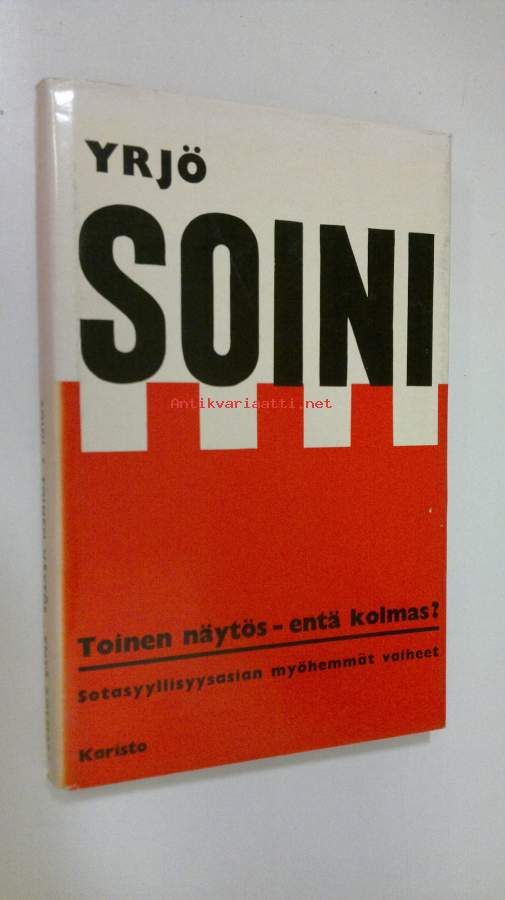 YRJÖ
SOINI
Antikvariaatti.net
Toinen näytös – entä kolmas?
Sotasyyllisyysasian myöhemmät vaiheet
Karisto